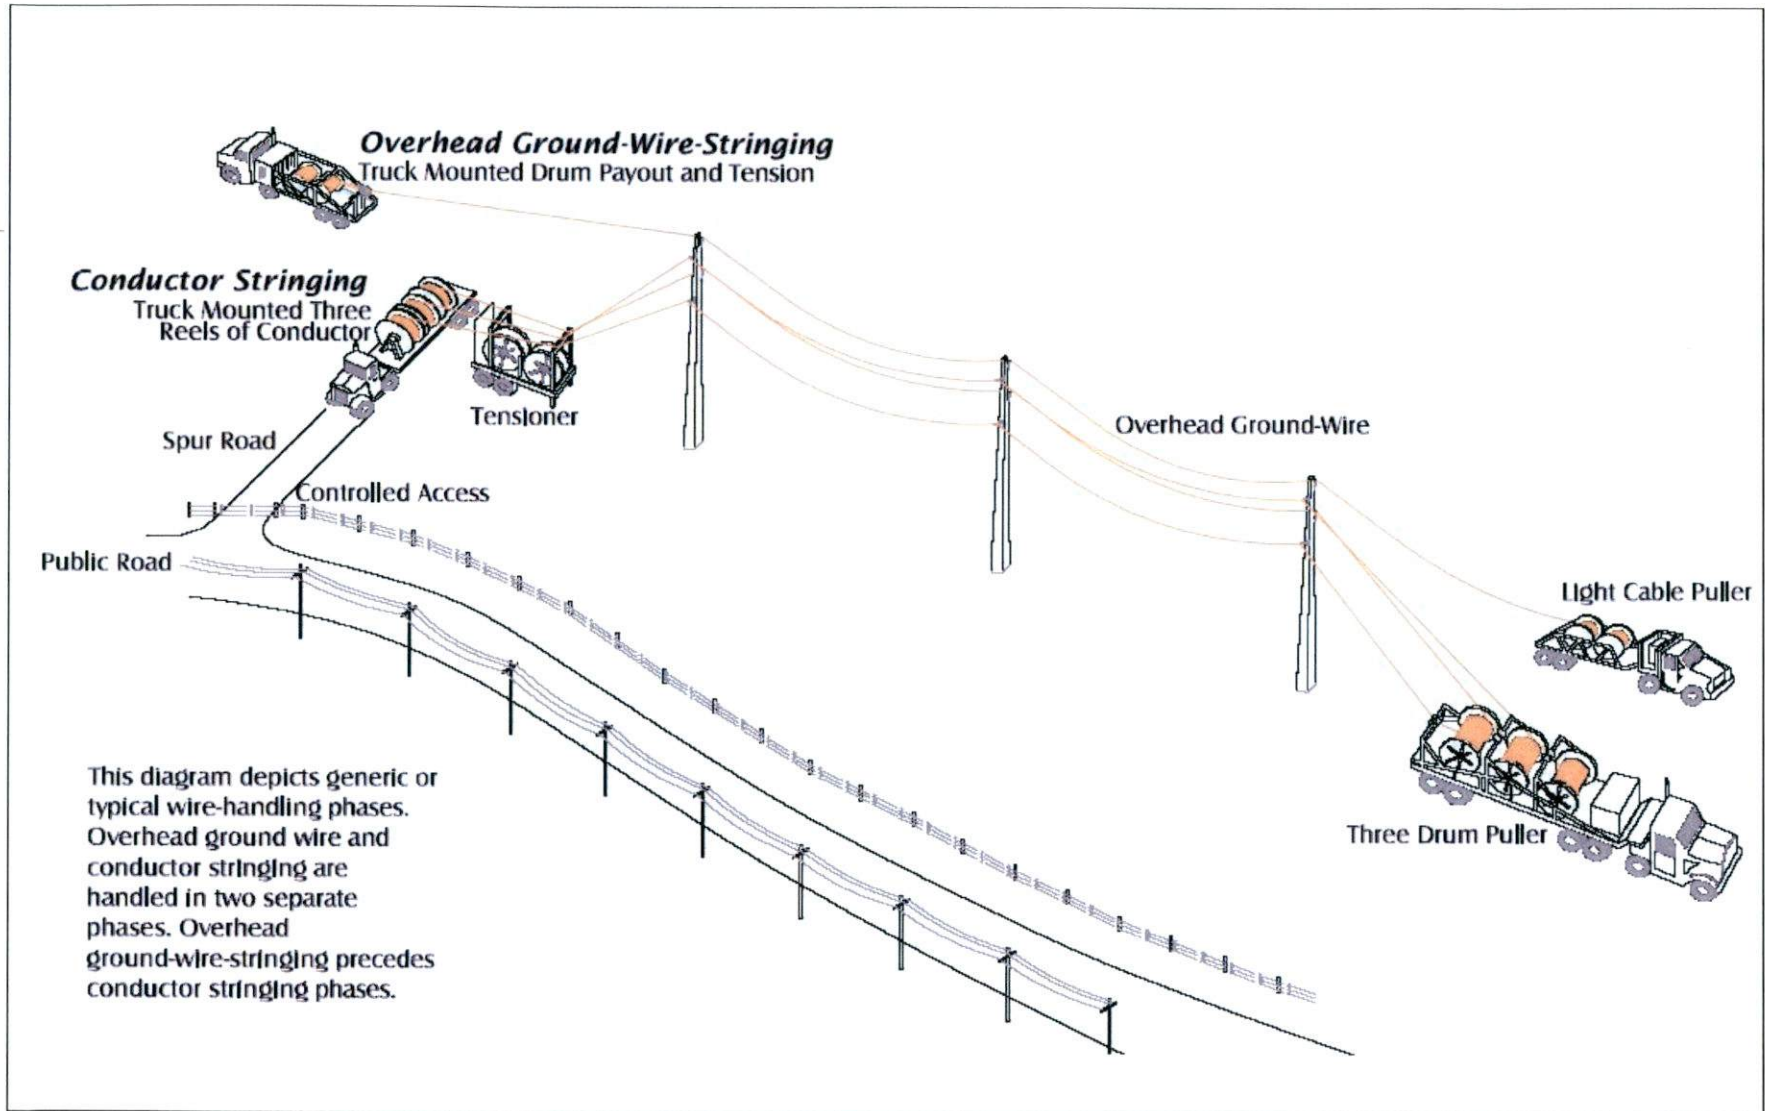 Overhead Ground-Wire-Stringing
Truck Mounted Drum Payout and Tension
Conductor Stringing
Truck Mounted Three
Reels of Conductor
Tensioner
Spur Road
Controlled Access
Public Road
Overhead Ground-Wire
Light Cable Puller
Three Drum Puller
This diagram depicts generic or
typical wire-handling phases.
Overhead ground wire and
conductor stringing are
handled in two separate
phases. Overhead
ground-wire-stringing precedes
conductor stringing phases.